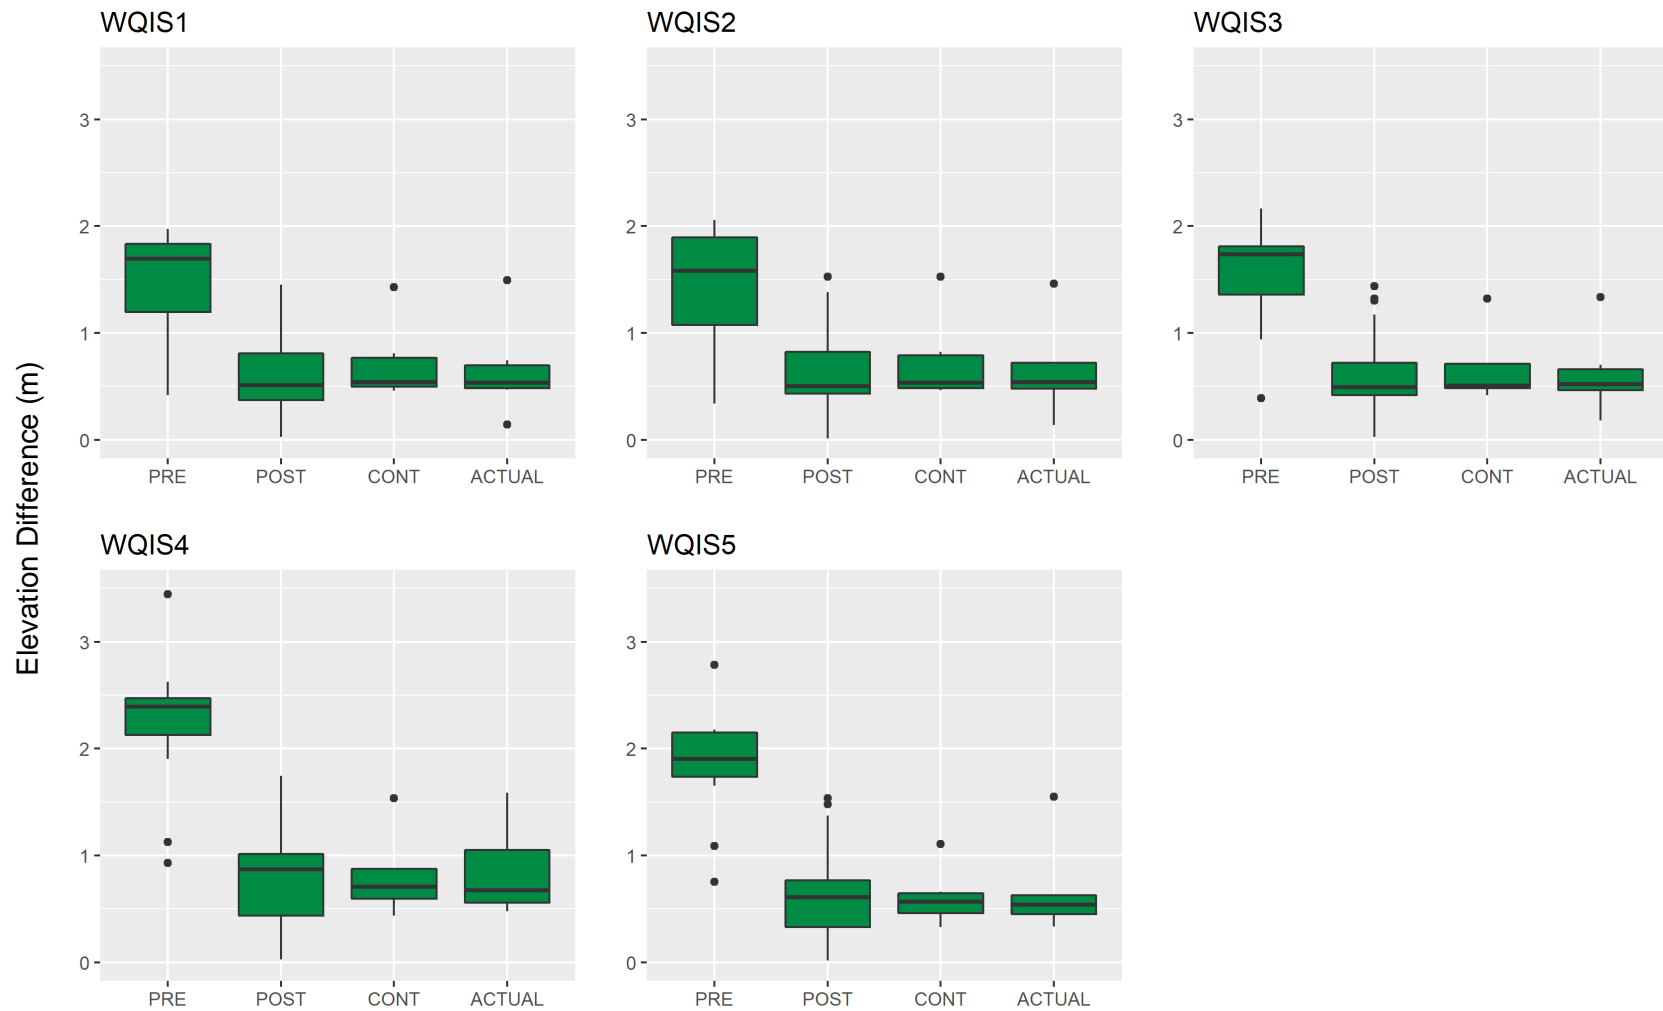 WQIS1
WQIS2
WQIS3
3
2
1
0
3
2
1
0
3
2
1
0
PRE POST CONT ACTUAL
PRE POST CONT ACTUAL
PRE POST CONT ACTUAL
Elevation Difference (m)
WQIS4
WQIS5
3
2
1
0
3
2
1
0
PRE POST CONT ACTUAL
PRE POST CONT ACTUAL